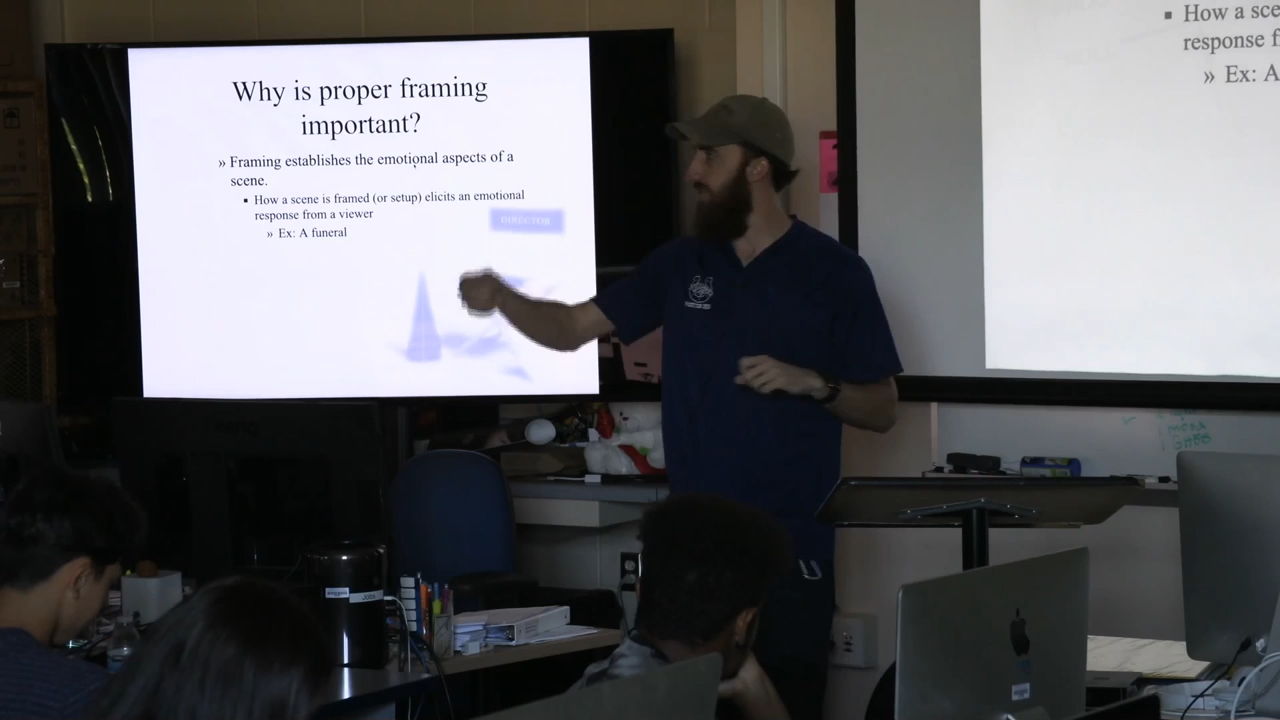 Why is proper framing
important?
» Framing establishes the emotional aspects of a
scene.
▪ How a scene is framed (or setup) elicits an emotional
response from a viewer
» Ex: A funeral
DIRECTOR
▪ How a sce
response f
» Ex: A